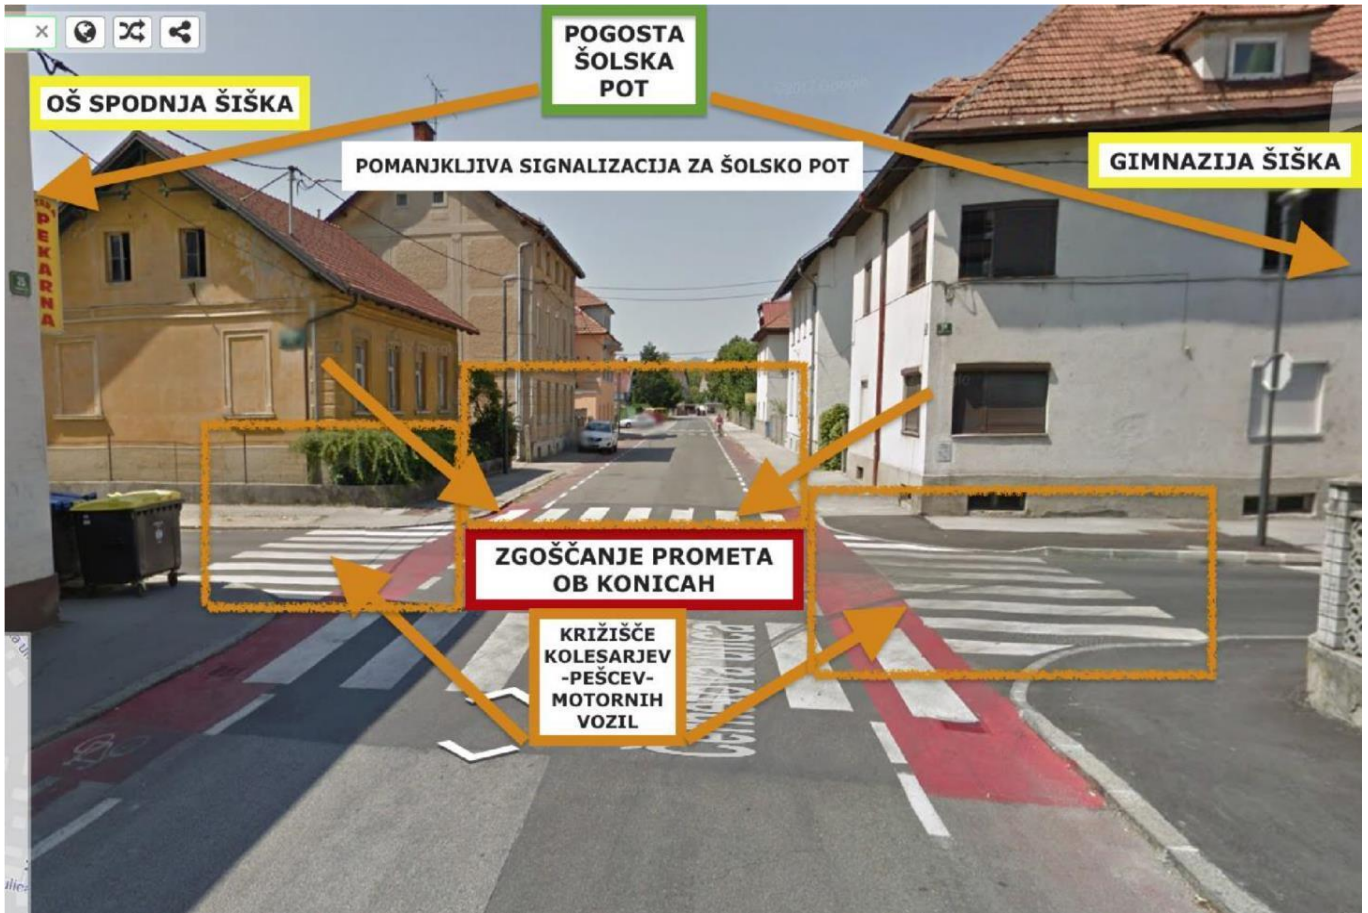 POGOSTA
ŠOLSKA
POT
OŠ SPODNJA ŠIŠKA
POMANJKLJIVA SIGNALIZACIJA ZA ŠOLSKO POT
GIMNAZIJA ŠIŠKA
PEKARNA
ZGOŠČANJE PROMETA
OB KONICAH
KRIŽIŠČE
KOLESARJEV
-PEŠCEV-
MOTORNIH
VOZIL